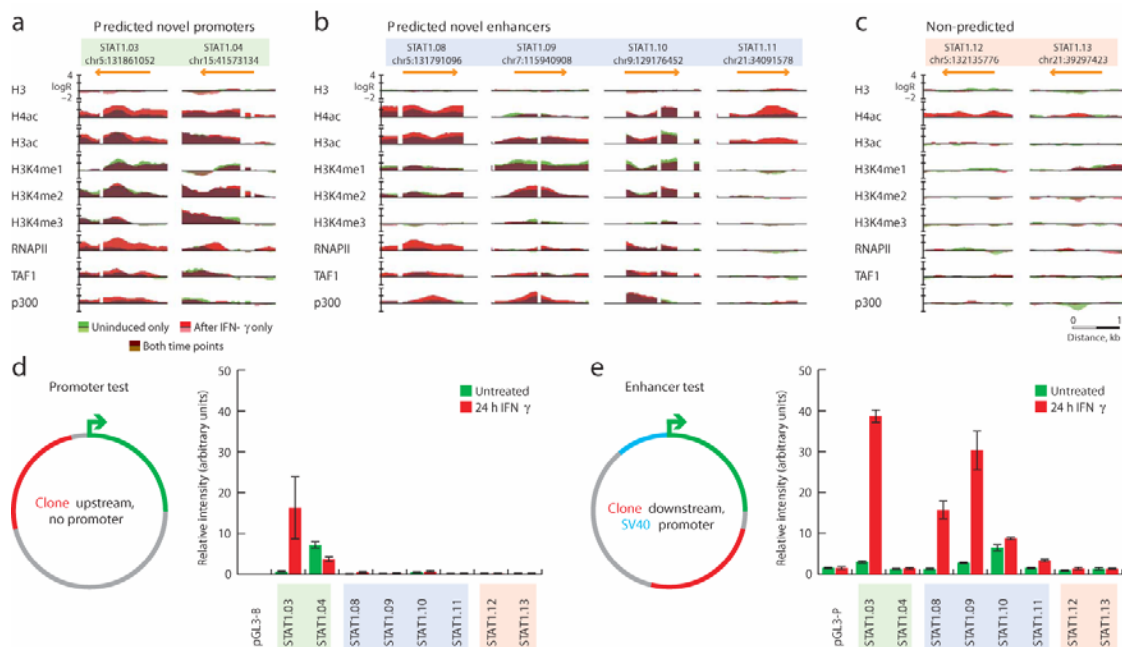 a
Predicted novel promoters
STAT1.03
chr5:131861052
STAT1.04
chr15:41573134
4
logR
−2
H3
H4ac
H3ac
H3K4me1
H3K4me2
H3K4me3
RNAPII
TAF1
p300
Uninduced only
After IFN- γ only
Both time points
b
Predicted novel enhancers
STAT1.08
chr5:131791096
STAT1.09
chr7:115940908
STAT1.10
chr9:129176452
STAT1.11
chr21:34091578
4
logR
−2
H3
H4ac
H3ac
H3K4me1
H3K4me2
H3K4me3
RNAPII
TAF1
p300
c
Non-predicted
STAT1.12
chr5:132135776
STAT1.13
chr21:39297423
4
logR
−2
H3
H4ac
H3ac
H3K4me1
H3K4me2
H3K4me3
RNAPII
TAF1
p300
0 1
Distance, kb
d
Promoter test
Clone upstream,
no promoter
Relative intensity (arbitrary units)
50
40
30
20
10
0
Untreated
24 h IFN γ
pGL3-B
STAT1.03
STAT1.04
STAT1.08
STAT1.09
STAT1.10
STAT1.11
STAT1.12
STAT1.13
e
Enhancer test
Clone downstream,
SV40 promoter
Relative intensity (arbitrary units)
50
40
30
20
10
0
Untreated
24 h IFN γ
pGL3-P
STAT1.03
STAT1.04
STAT1.08
STAT1.09
STAT1.10
STAT1.11
STAT1.12
STAT1.13